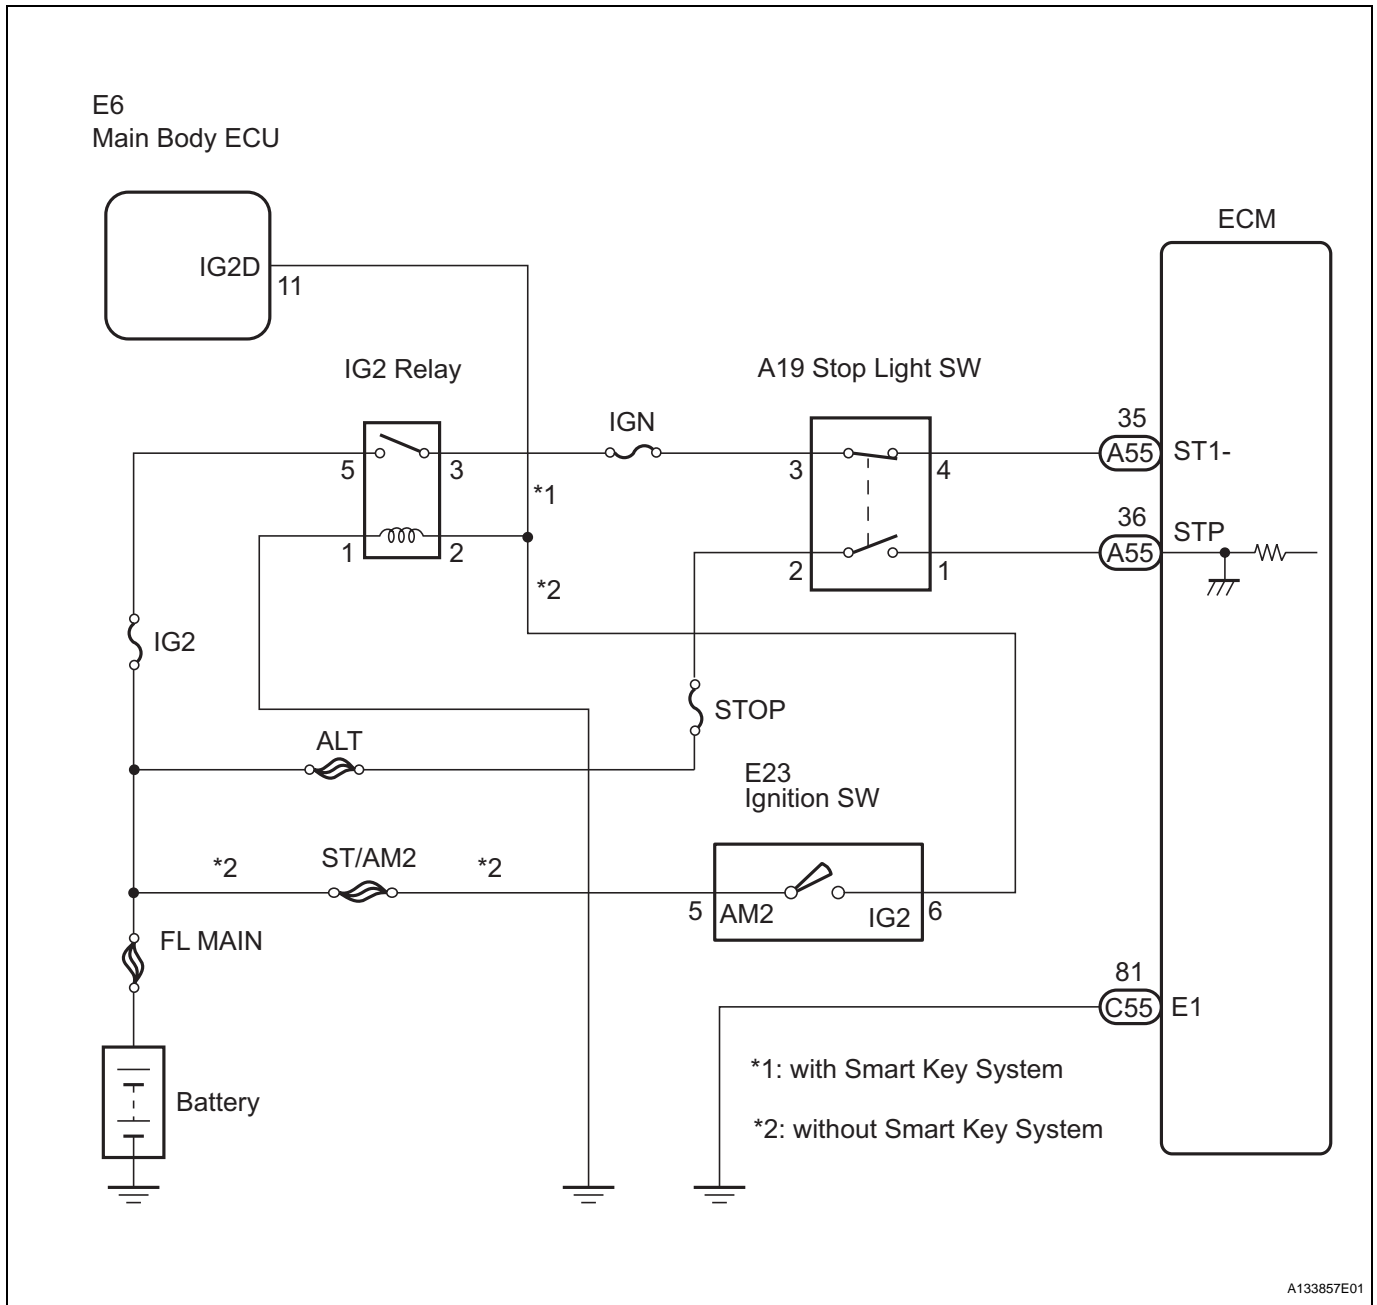 E6
Main Body ECU
IG2D
11
ECM
IG2 Relay
A19 Stop Light SW
IGN
35
A55
ST1-
5
3
3
4
*1
36
A55
STP
1
2
2
1
*2
IG2
STOP
ALT
E23
Ignition SW
*2
ST/AM2
*2
5
AM2
IG2
6
FL MAIN
81
C55
E1
*1: with Smart Key System
Battery
*2: without Smart Key System
A133857E01